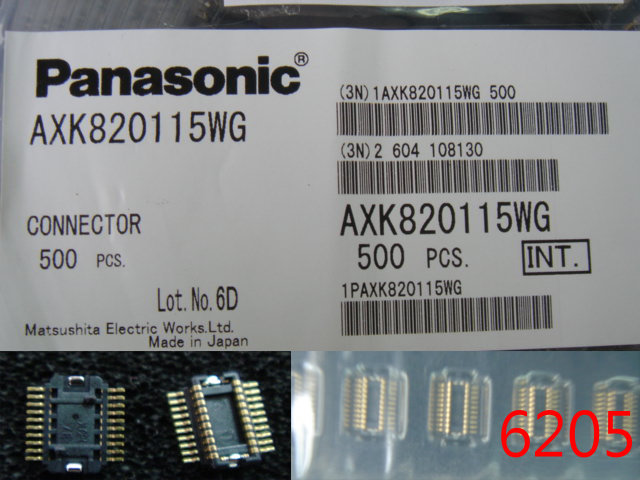 Panasonic®
AXK820115WG
CONNECTOR
500 PCS.
Lot.No.6D
Matsushita Electric Works.Ltd.
Made in Japan
(3N)1AXK820115WG 500
(3N)2 604 108130
AXK820115WG
500 PCS.
INT.
1PAXK820115WG
6205